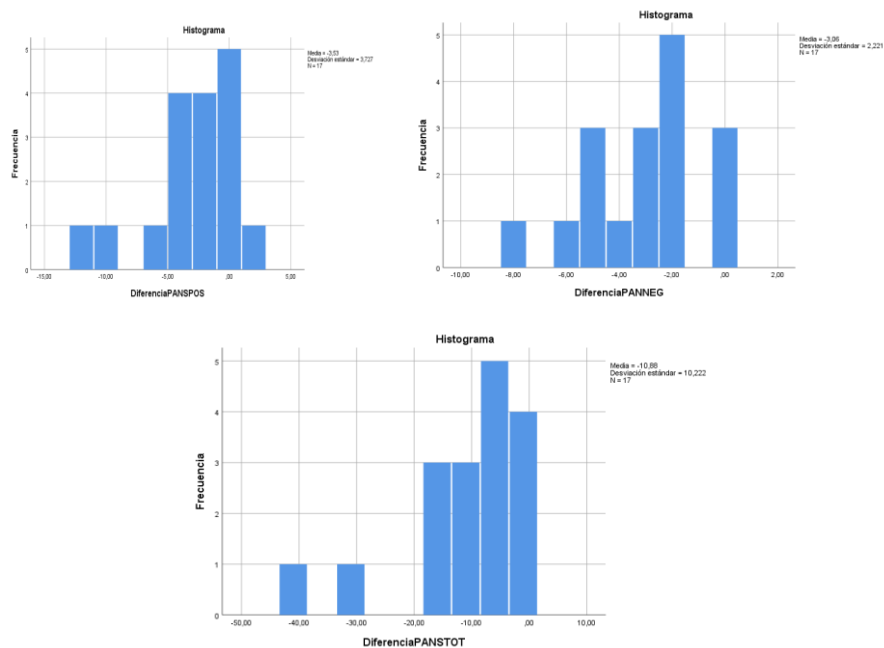 Histograma
Media = -3,53
Desviación estándar = 3,727
N = 17
5
4
3
2
1
0
Frecuencia
-15,00 -10,00 -5,00 ,00 5,00
DiferenciaPANSPOS
Histograma
Media = -3,06
Desviación estándar = 2,221
N = 17
5
4
3
2
1
0
Frecuencia
-10,00 -8,00 -6,00 -4,00 -2,00 ,00 2,00
DiferenciaPANNEG
Histograma
Media = -10,88
Desviación estándar = 10,222
N = 17
5
4
3
2
1
0
Frecuencia
-50,00 -40,00 -30,00 -20,00 -10,00 ,00 10,00
DiferenciaPANSTOT